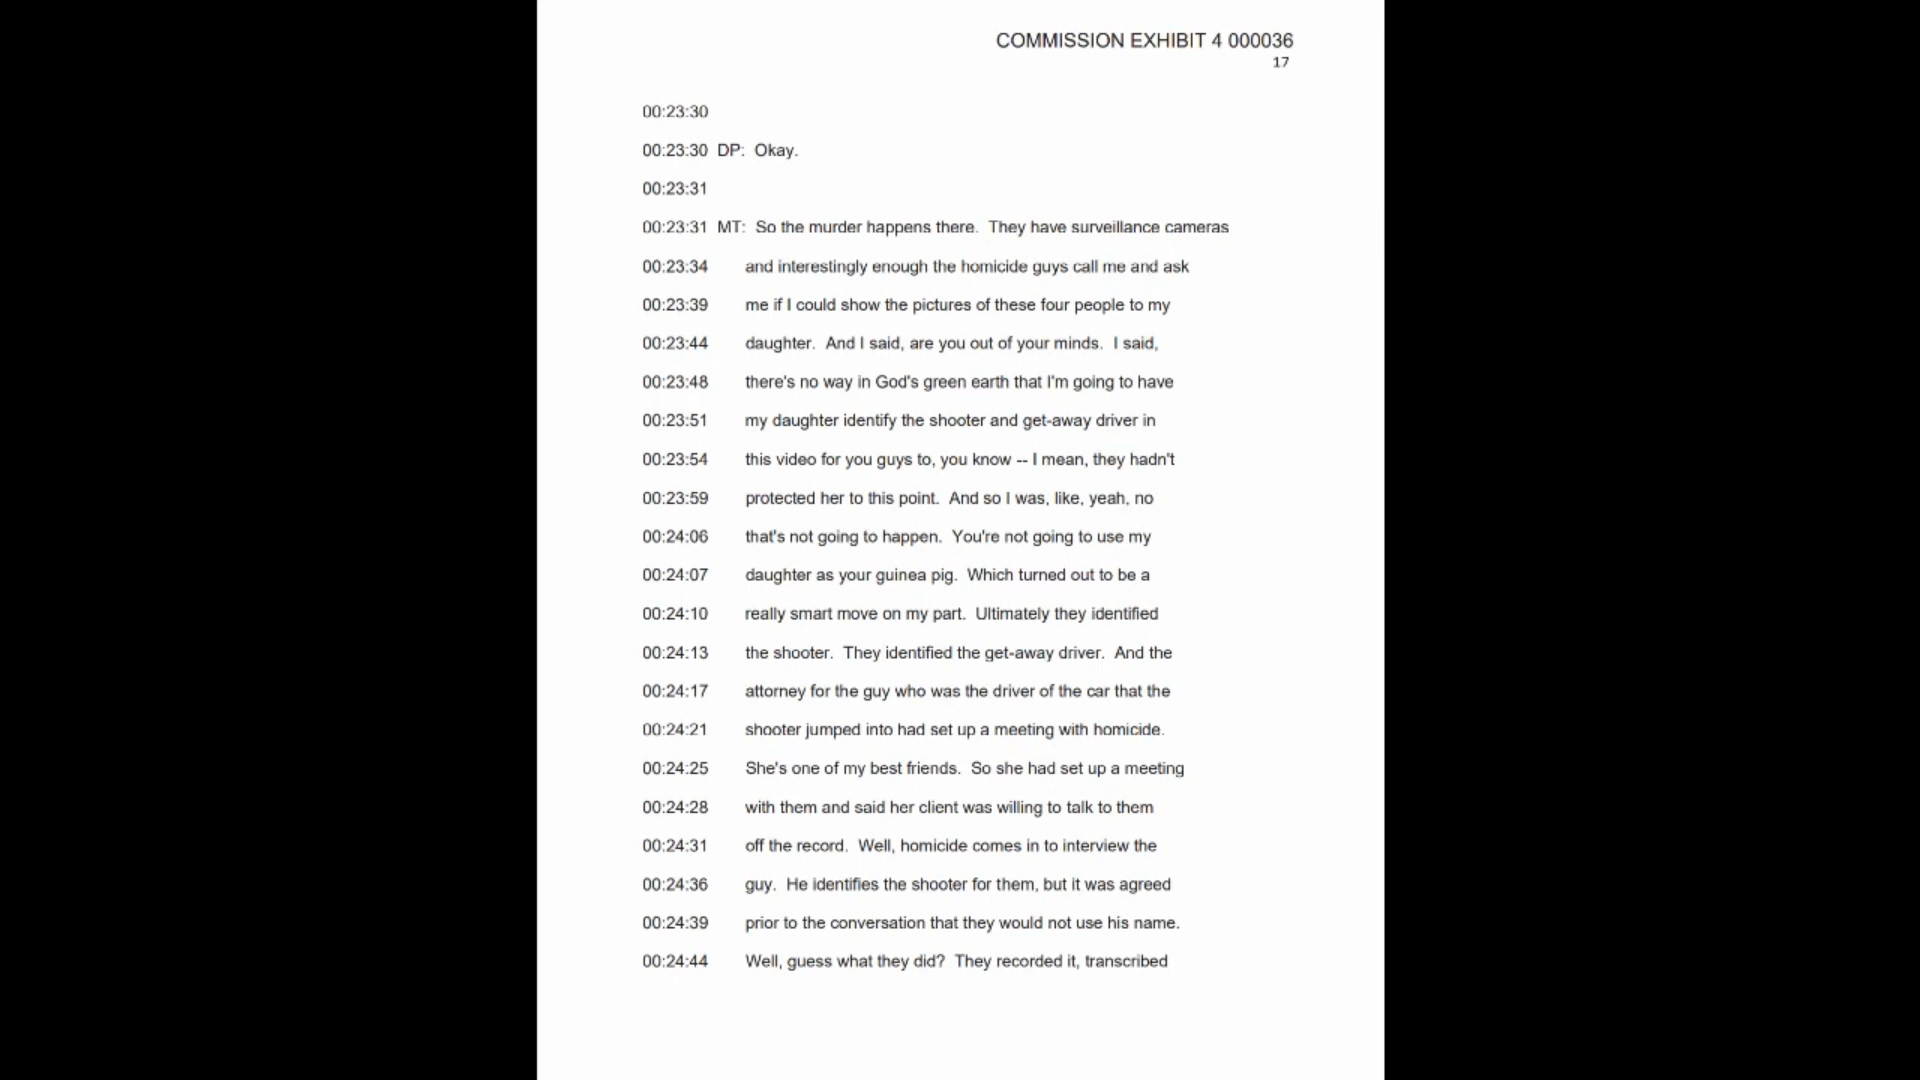 COMMISSION EXHIBIT 4 000036
17
00:23:30
00:23:30 DP: Okay.
00:23:31
00:23:31 MT: So the murder happens there. They have surveillance cameras
00:23:34 and interestingly enough the homicide guys call me and ask
00:23:39 me if I could show the pictures of these four people to my
00:23:44 daughter. And I said, are you out of your minds. I said,
00:23:48 there's no way in God's green earth that I'm going to have
00:23:51 my daughter identify the shooter and get-away driver in
00:23:54 this video for you guys to, you know -- I mean, they hadn't
00:23:59 protected her to this point. And so I was, like, yeah, no
00:24:06 that's not going to happen. You're not going to use my
00:24:07 daughter as your guinea pig. Which turned out to be a
00:24:10 really smart move on my part. Ultimately they identified
00:24:13 the shooter. They identified the get-away driver. And the
00:24:17 attorney for the guy who was the driver of the car that the
00:24:21 shooter jumped into had set up a meeting with homicide.
00:24:25 She's one of my best friends. So she had set up a meeting
00:24:28 with them and said her client was willing to talk to them
00:24:31 off the record. Well, homicide comes in to interview the
00:24:36 guy. He identifies the shooter for them, but it was agreed
00:24:39 prior to the conversation that they would not use his name.
00:24:44 Well, guess what they did? They recorded it, transcribed